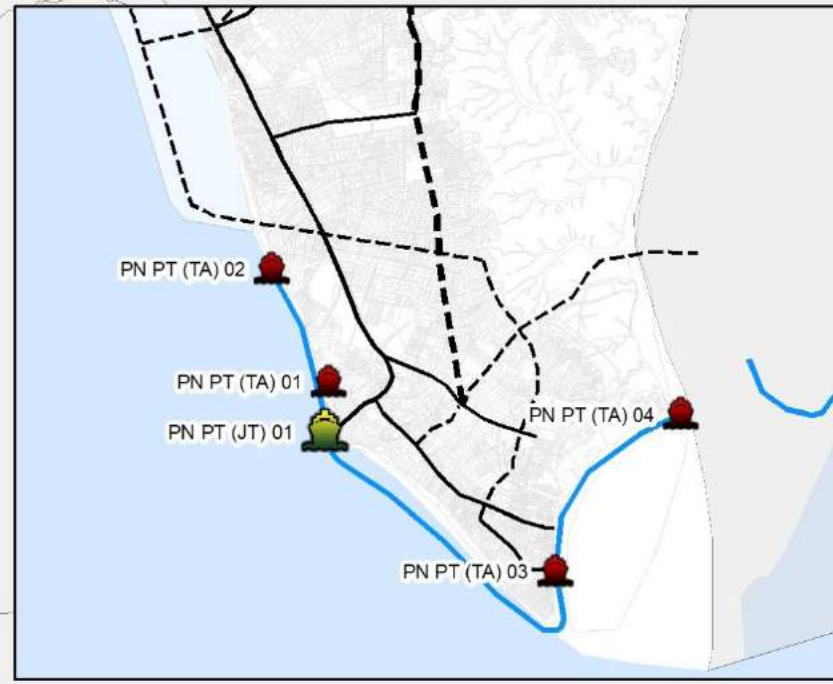 PN PT (TA) 02
PN PT (TA) 01
PN PT (TA) 04
PN PT (JT) 01
PN PT (TA) 03